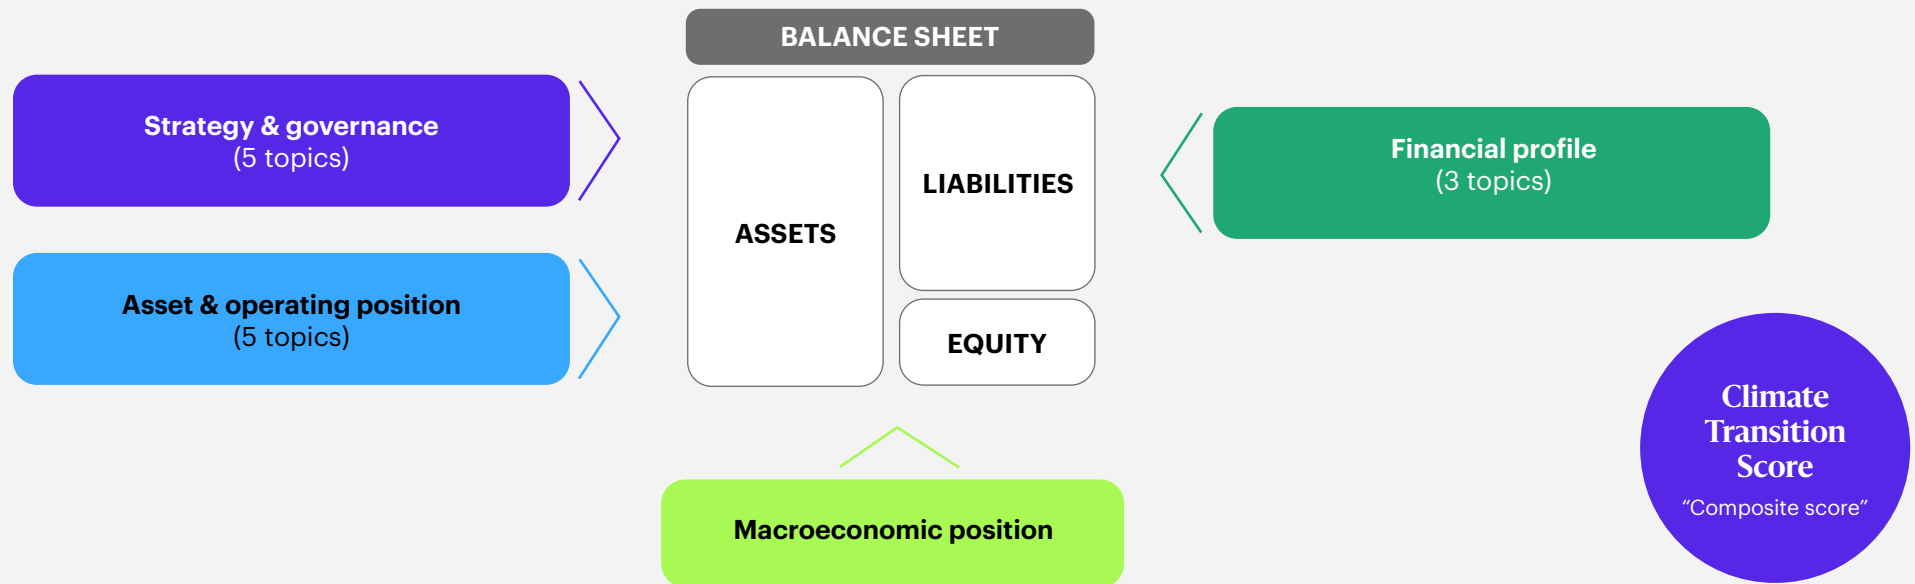 BALANCE SHEET
Strategy & governance
(5 topics)
Asset & operating position
(5 topics)
ASSETS
LIABILITIES
EQUITY
Financial profile
(3 topics)
Macroeconomic position
Climate
Transition
Score
“Composite score”